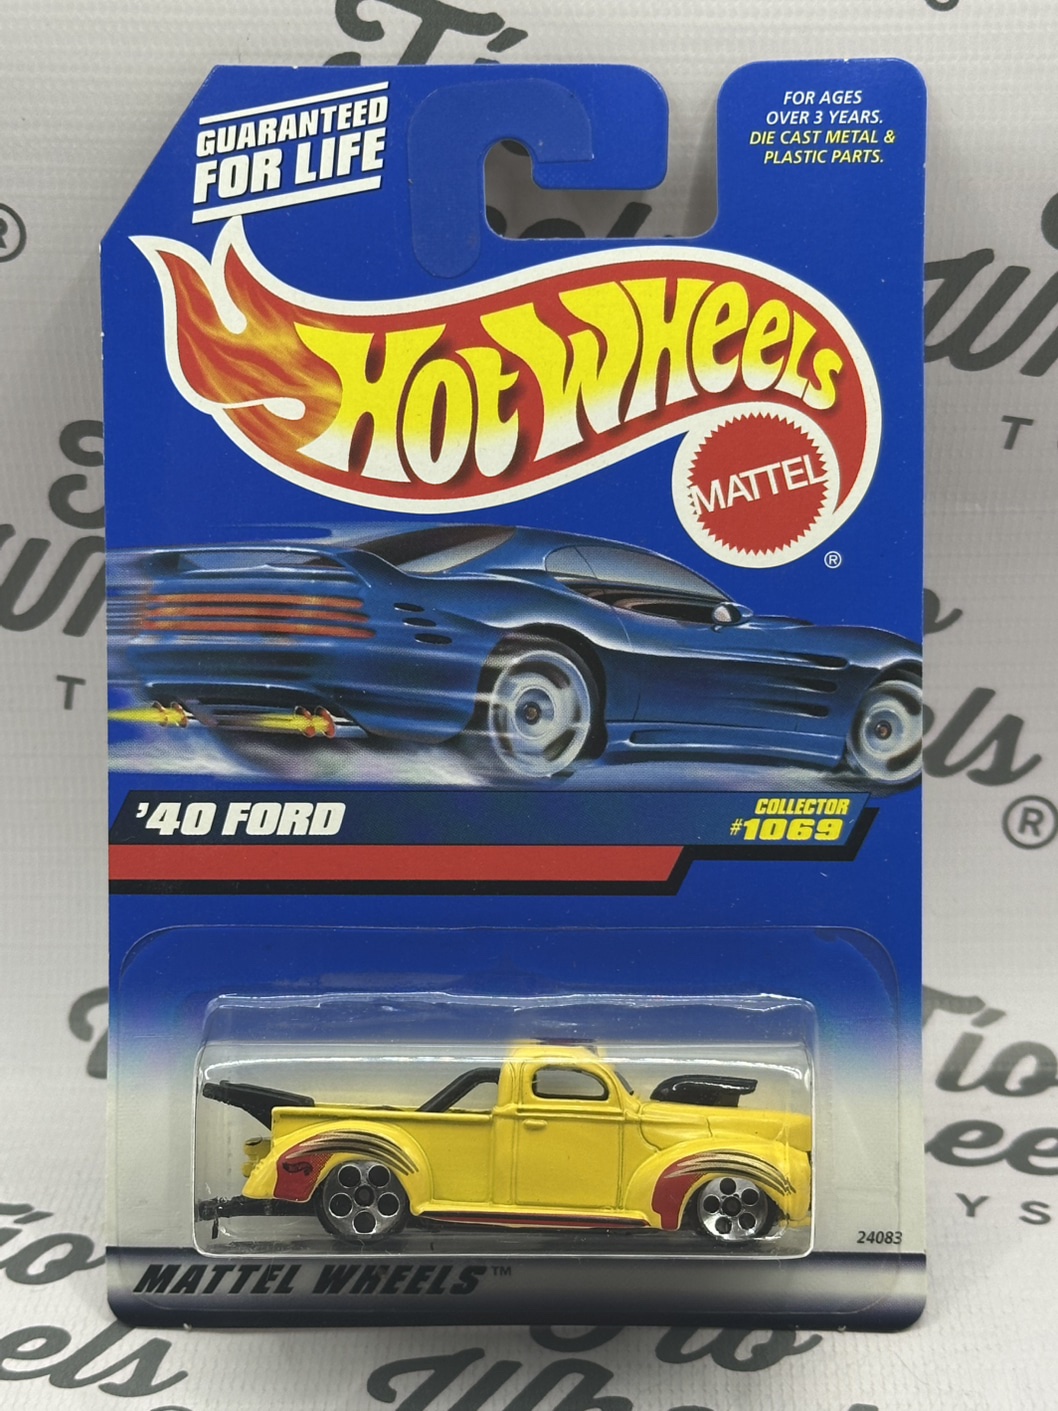 GUARANTEED
FOR LIFE
FOR AGES
OVER 3 YEARS.
DIE CAST METAL &
PLASTIC PARTS.
HOT WHEELS
MATTEL
®
'40 FORD
COLLECTOR
#1069
24083
MATTEL WHEELS™